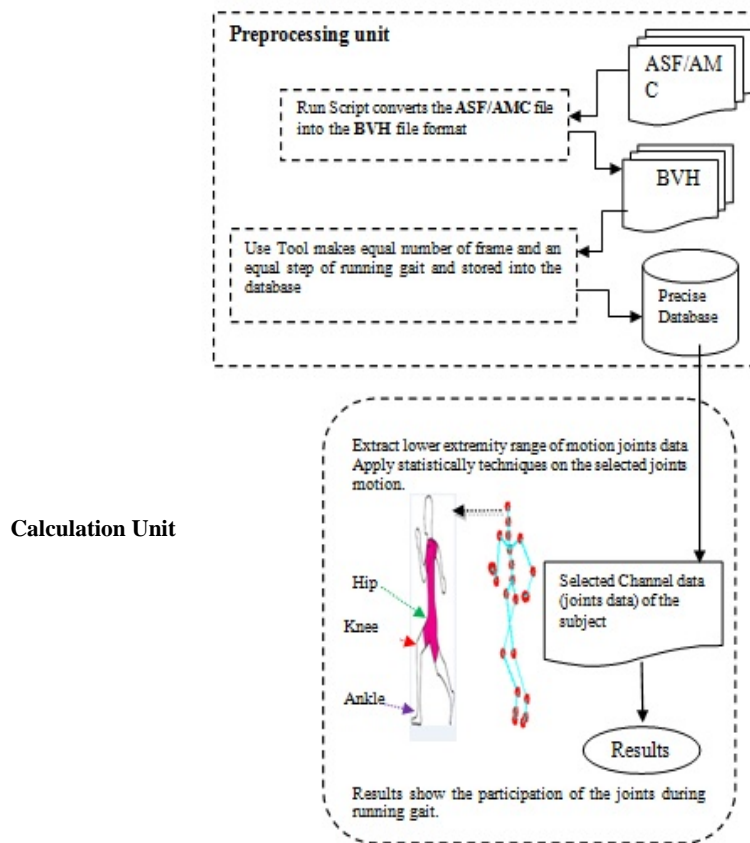 Preprocessing unit
ASF/AM
C
Run Script converts the ASF/AMC file
into the BVH file format
BVH
Use Tool makes equal number of frame and an
equal step of running gait and stored into the
database
Precise
Database
Extract lower extremity range of motion joints data
Apply statistically techniques on the selected joints
motion.
Calculation Unit
Hip
Knee
Ankle
Selected Channel data
(joints data) of the
subject
Results
Results show the participation of the joints during
running gait.